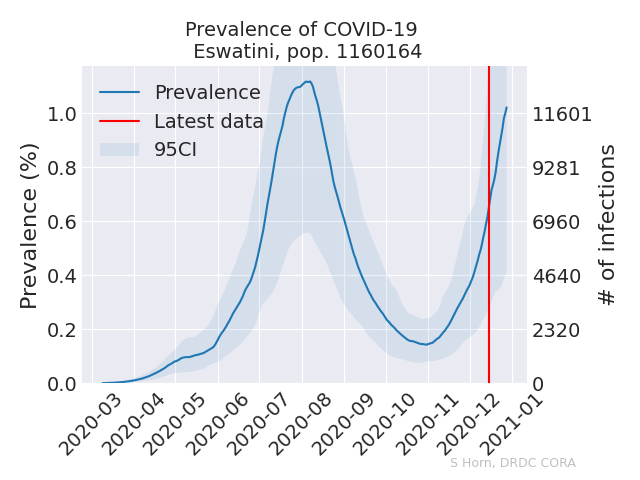 Prevalence of COVID-19
Eswatini, pop. 1160164
Prevalence
Latest data
95CI
Prevalence (%)
1.0
0.8
0.6
0.4
0.2
0.0
11601
9281
6960
4640
2320
0
# of infections
2020-03
2020-04
2020-05
2020-06
2020-07
2020-08
2020-09
2020-10
2020-11
2020-12
2021-01
S Horn, DRDC CORA